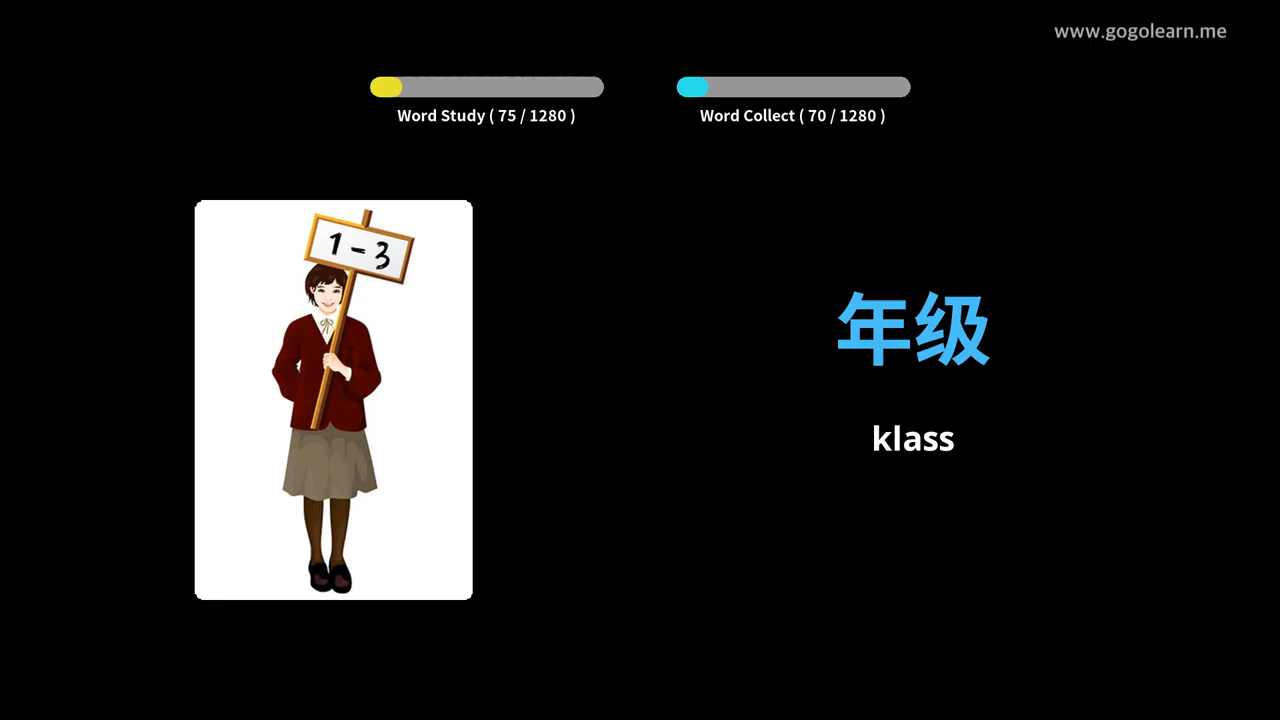 www.gogolearn.me
Word Study ( 75 / 1280 )
Word Collect ( 70 / 1280 )
1 - 3
年级
klass